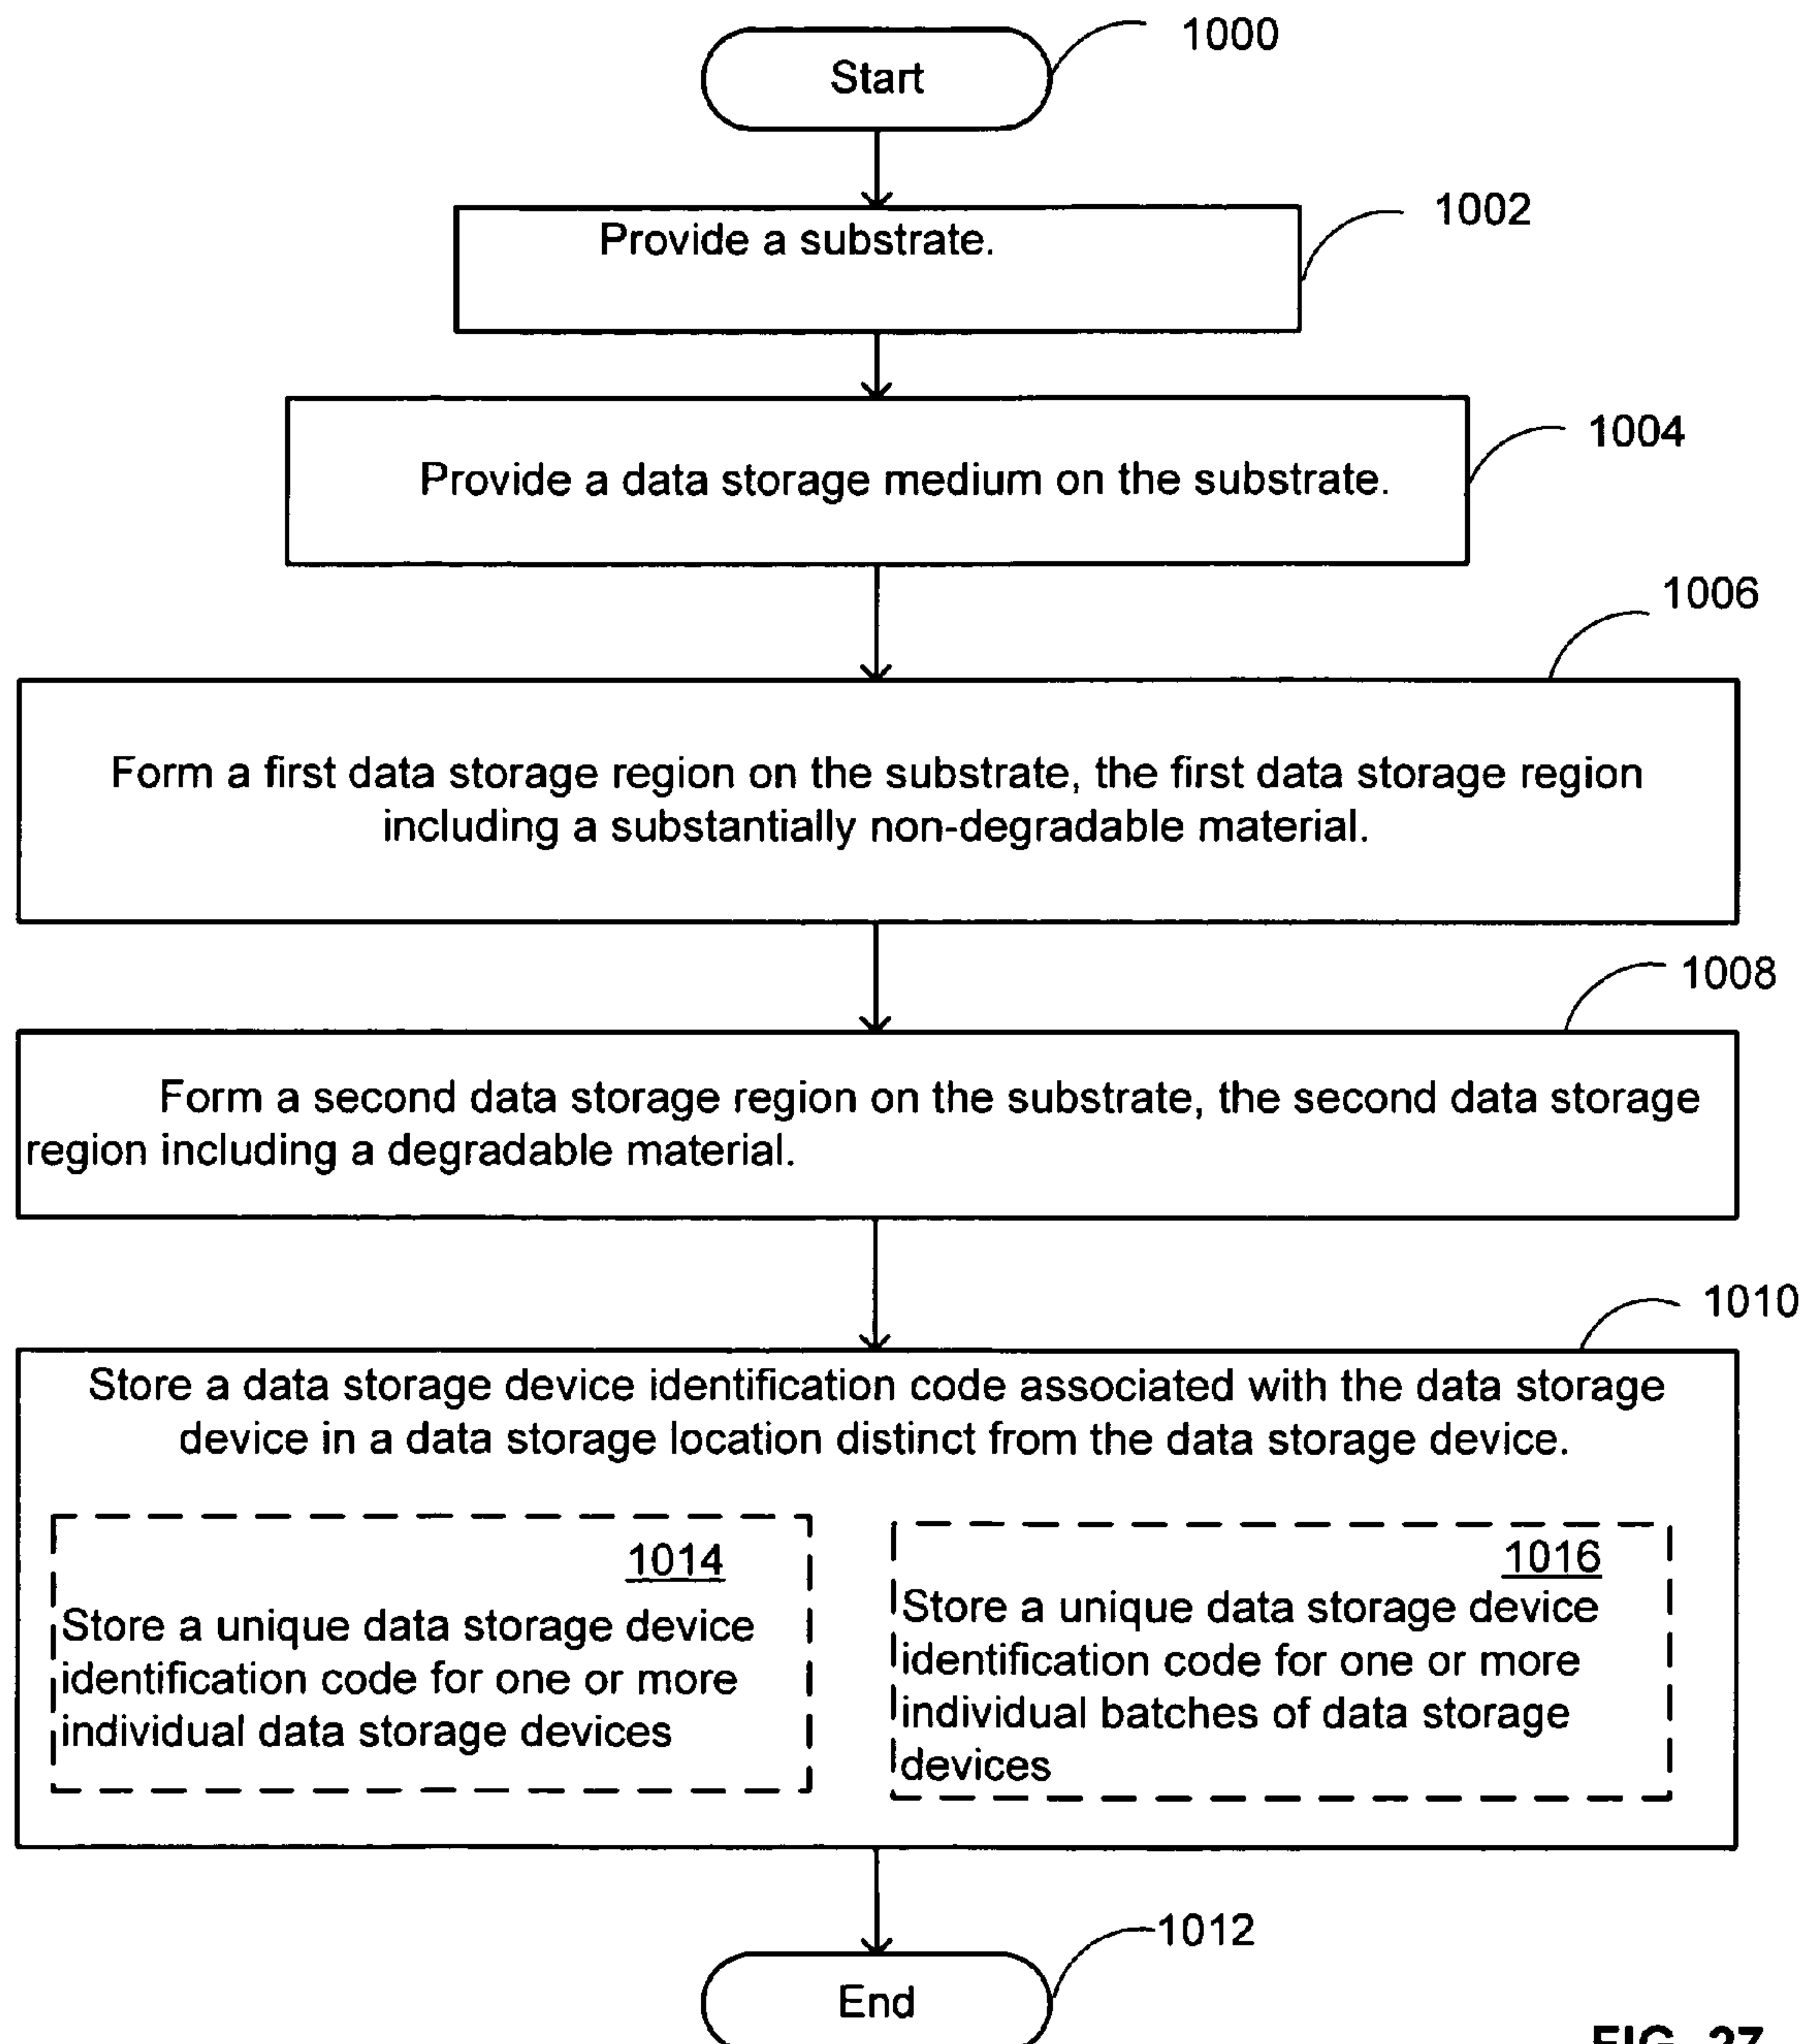 1000
Start
1002
Provide a substrate.
1004
Provide a data storage medium on the substrate.
1006
Form a first data storage region on the substrate, the first data storage region
including a substantially non-degradable material.
1008
Form a second data storage region on the substrate, the second data storage
region including a degradable material.
1010
Store a data storage device identification code associated with the data storage
device in a data storage location distinct from the data storage device.
1014
Store a unique data storage device
identification code for one or more
individual data storage devices
1016
Store a unique data storage device
identification code for one or more
individual batches of data storage
devices
1012
End
FIG. 27